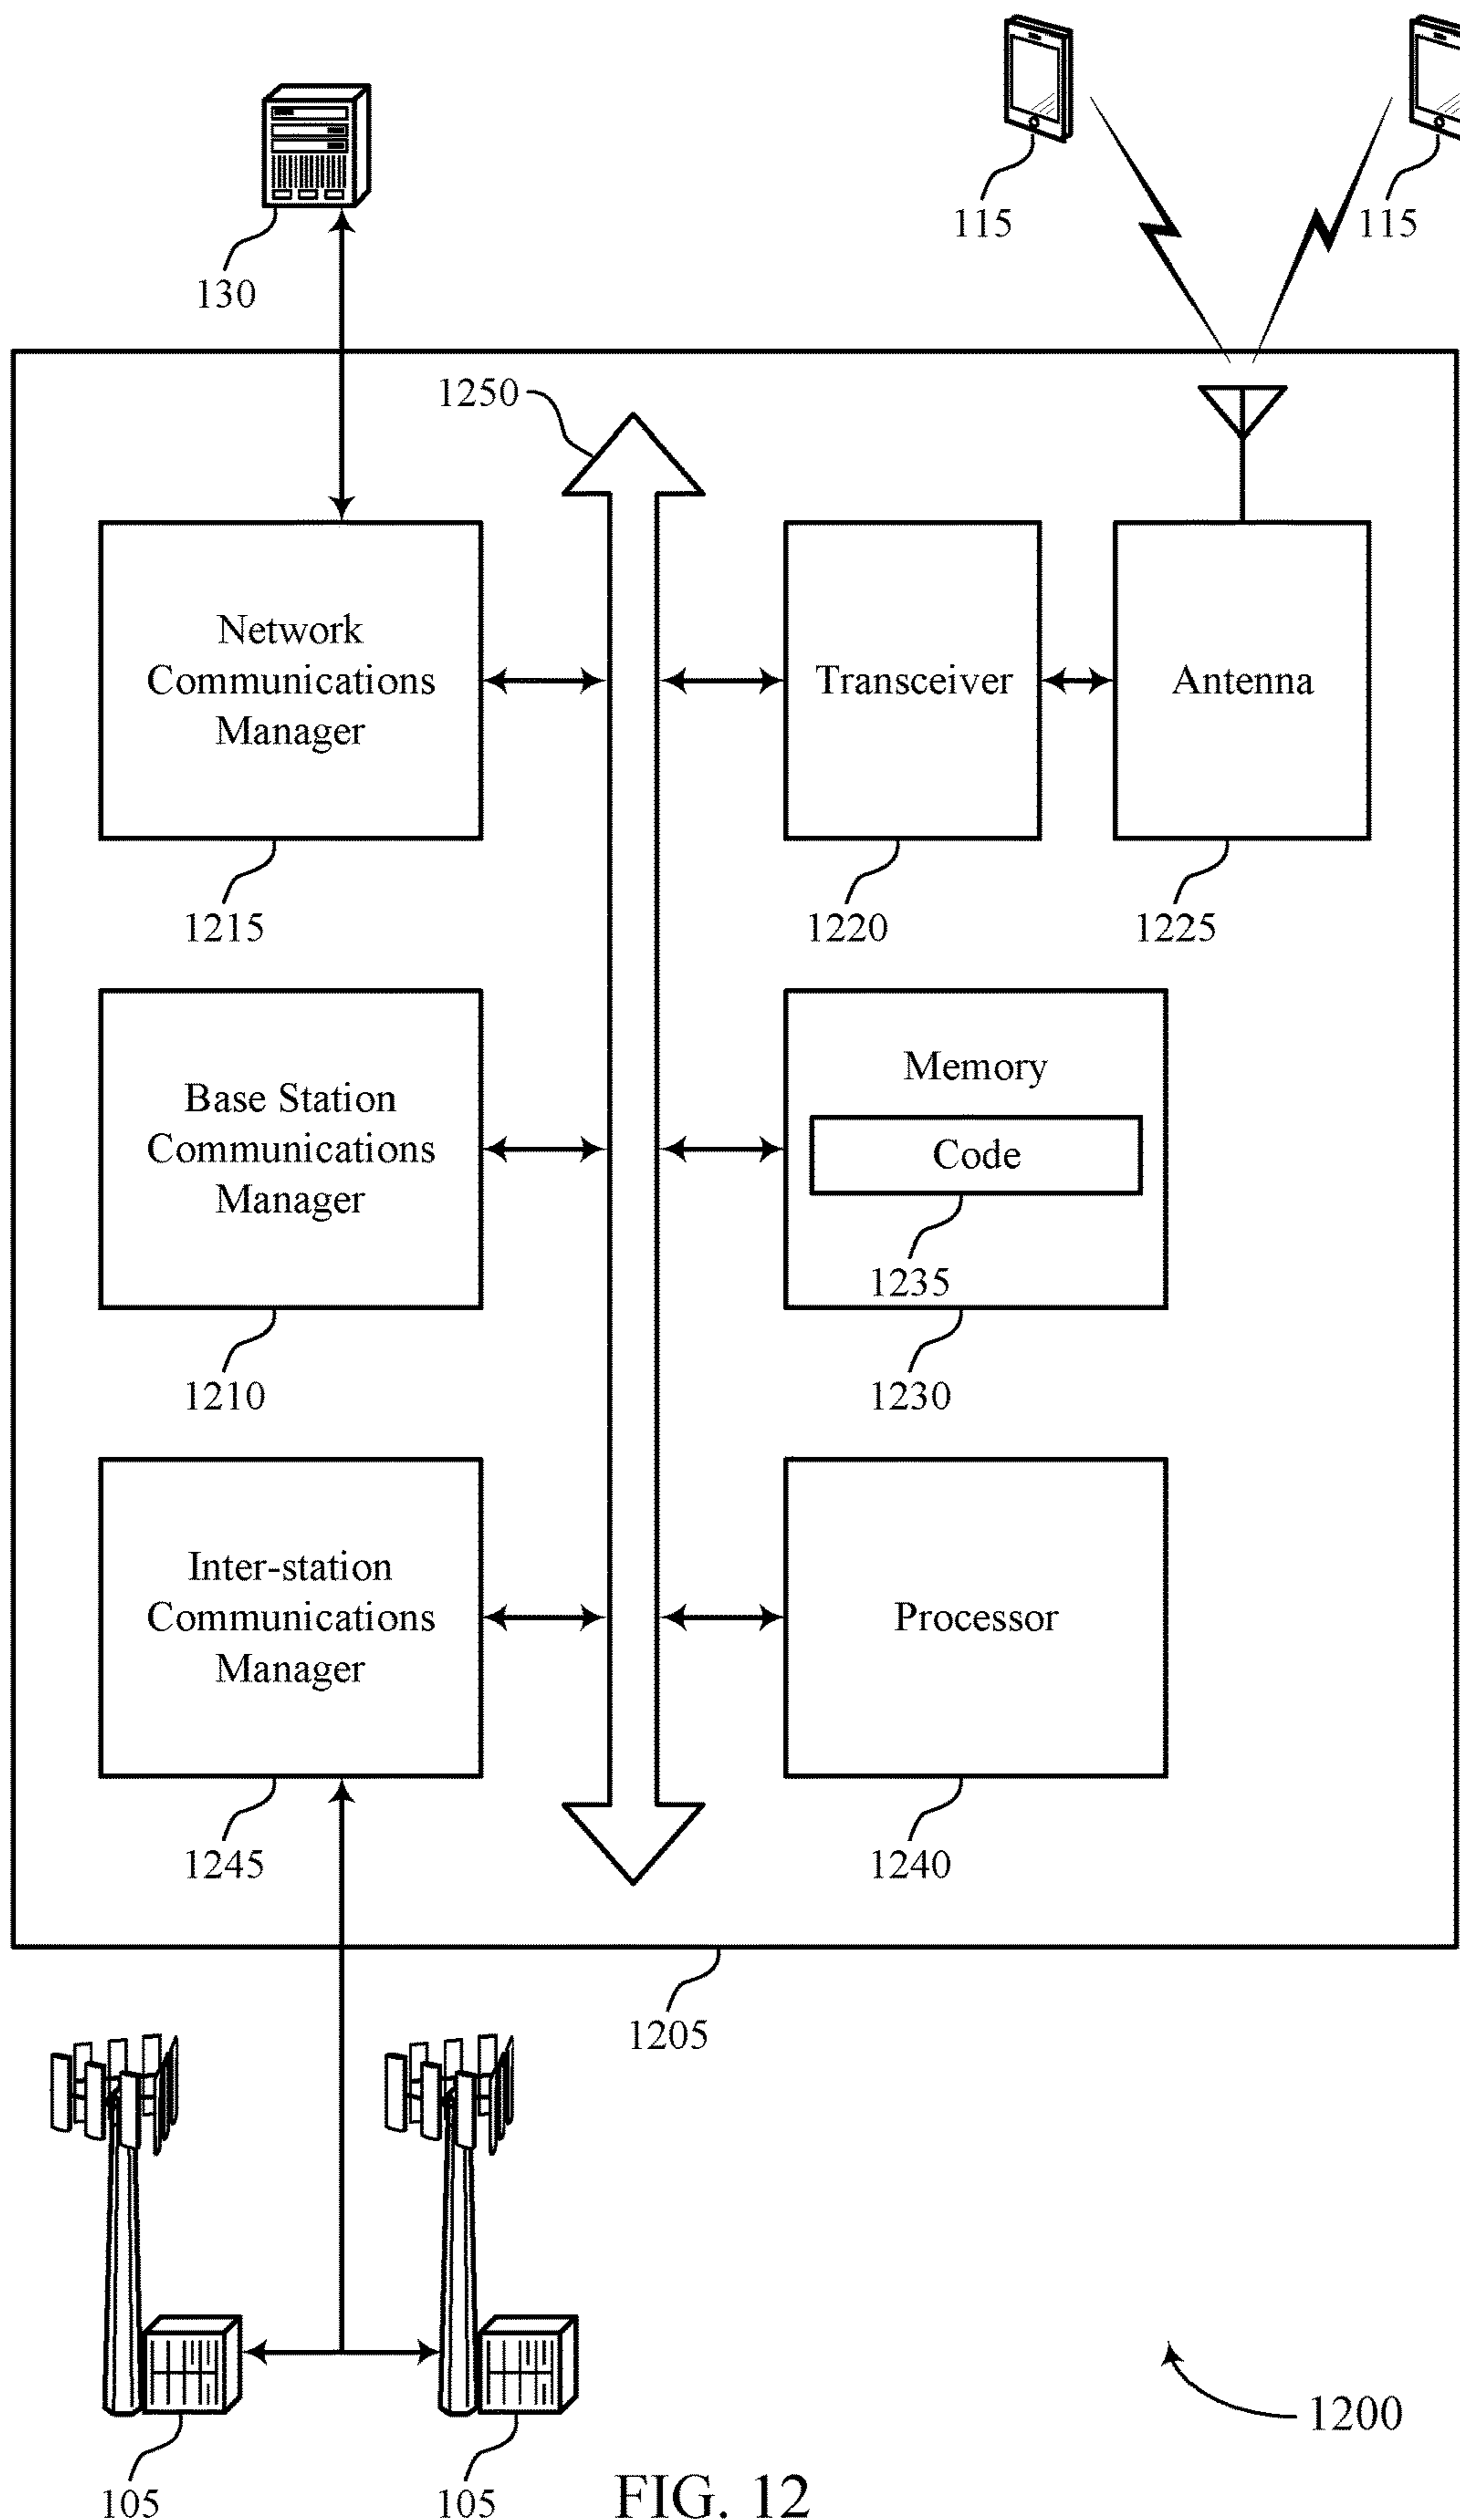 115
115
130
1250
Network
Communications
Manager
Transceiver
Antenna
1215
1220
1225
Base Station
Communications
Manager
Memory
Code
1235
1210
1230
Inter-station
Communications
Manager
Processor
1245
1240
1205
1200
105
105
FIG. 12